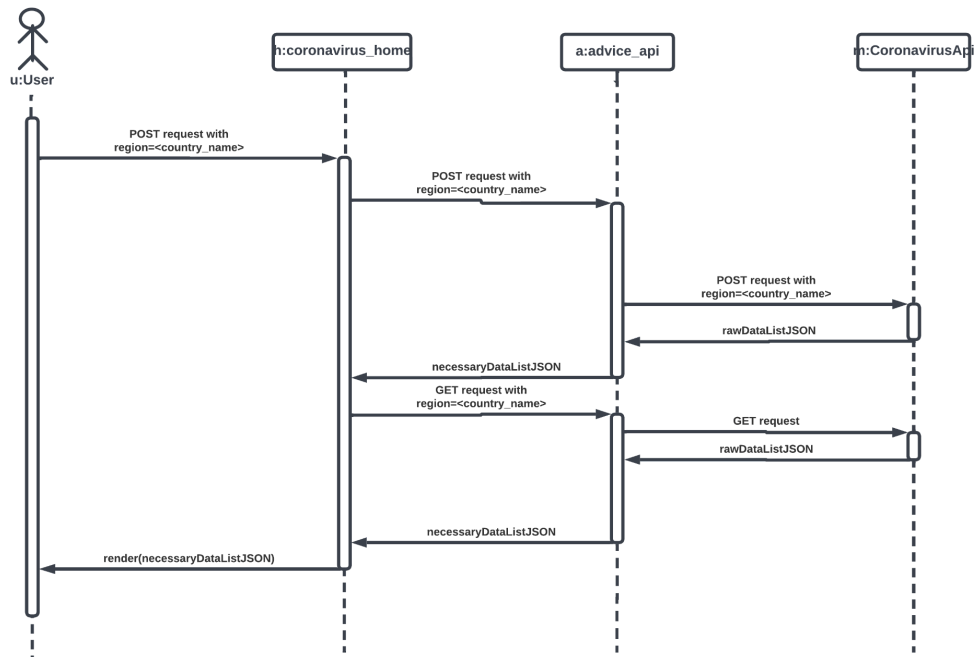 u:User
h:coronavirus_home
a:advice_api
m:CoronavirusApi
POST request with
region=<country_name>
POST request with
region=<country_name>
POST request with
region=<country_name>
rawDataListJSON
necessaryDataListJSON
GET request with
region=<country_name>
GET request
rawDataListJSON
necessaryDataListJSON
render(necessaryDataListJSON)